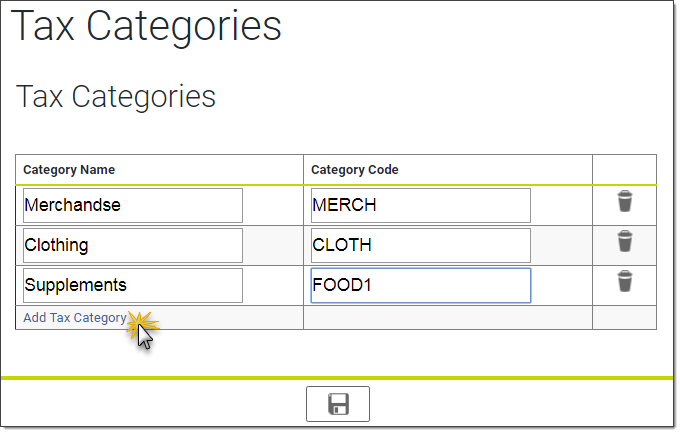 Tax Categories
Tax Categories
Category Name Category Code
Merchandse MERCH
Clothing CLOTH
Supplements FOOD1
Add Tax Category